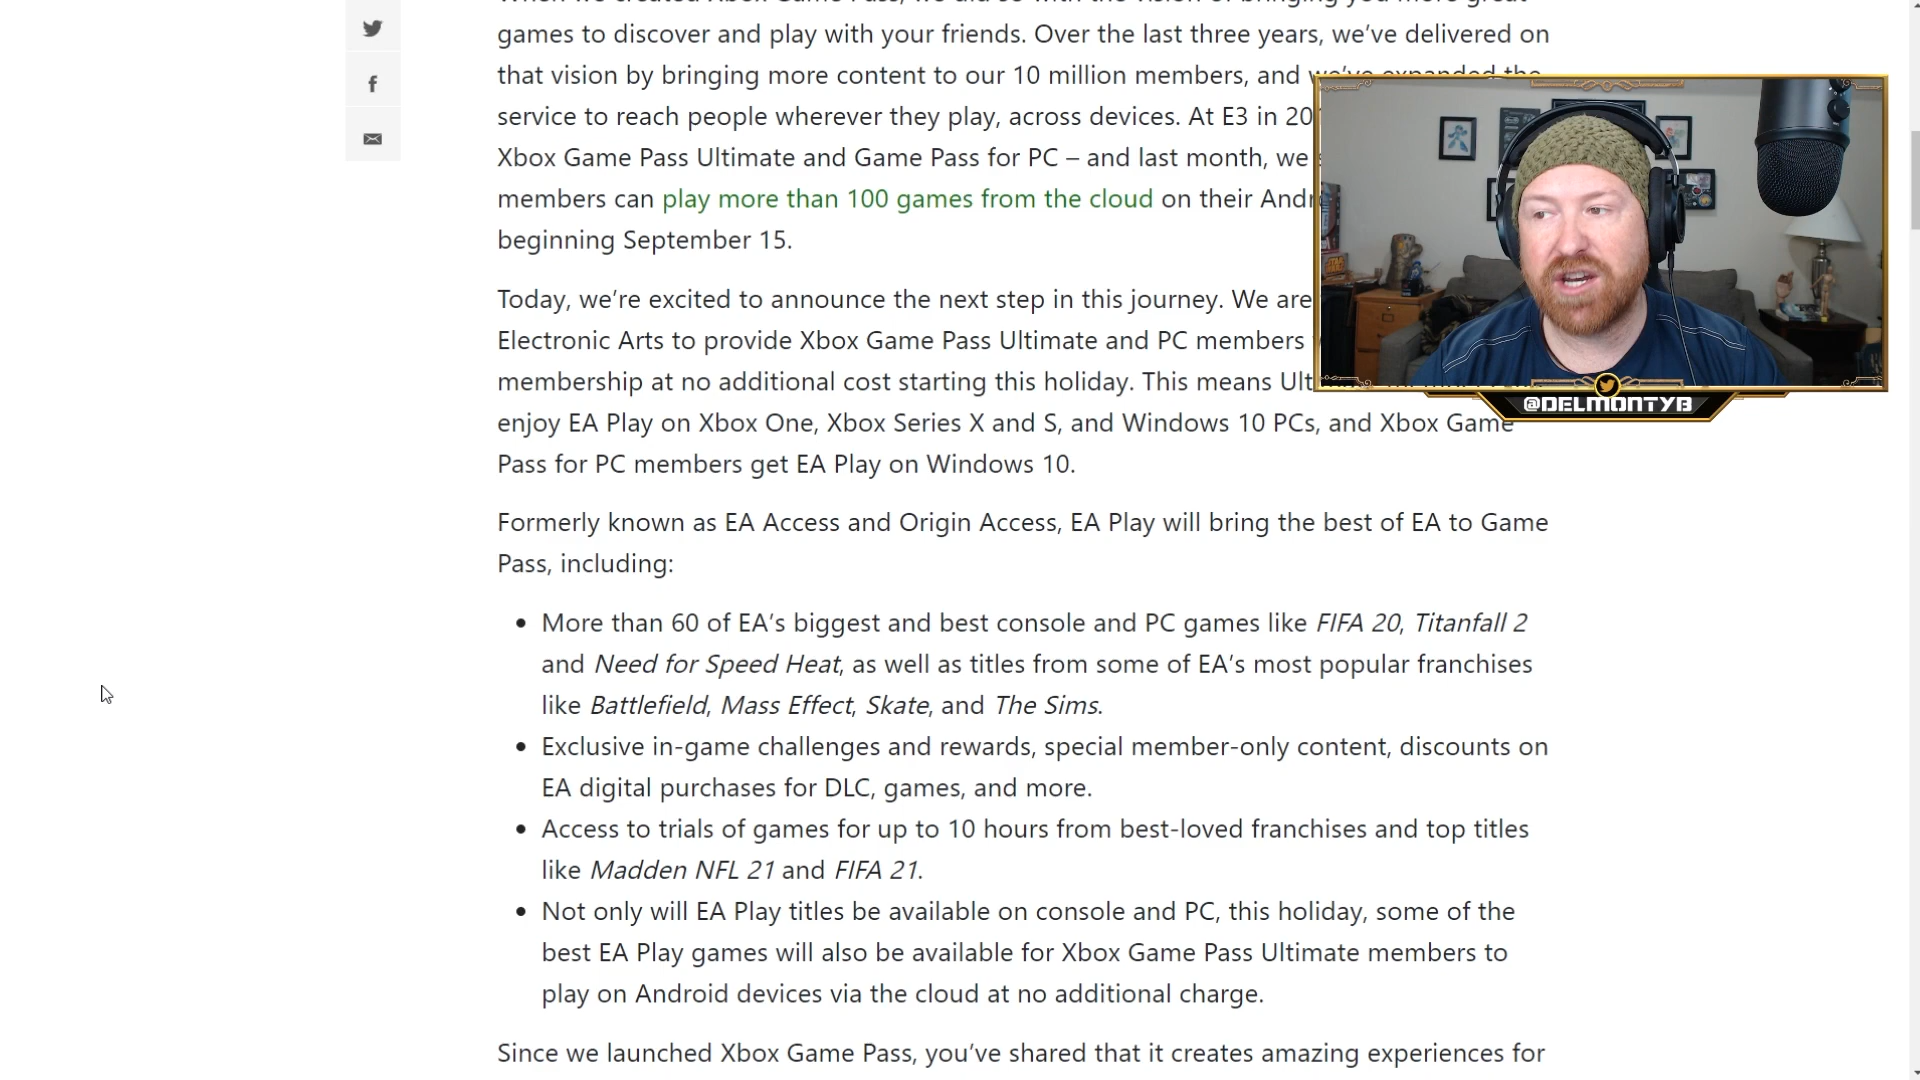 games to discover and play with your friends. Over the last three years, we’ve delivered on
that vision by bringing more content to our 10 million members, and we’ve expanded the
service to reach people wherever they play, across devices. At E3 in 20
Xbox Game Pass Ultimate and Game Pass for PC – and last month, we
members can play more than 100 games from the cloud on their
beginning September 15.
Today, we’re excited to announce the next step in this journey. We are
Electronic Arts to provide Xbox Game Pass Ultimate and PC members
membership at no additional cost starting this holiday. This means
enjoy EA Play on Xbox One, Xbox Series X and S, and Windows 10 PCs, and Xbox Game
Pass for PC members get EA Play on Windows 10.
@DELMONTYB
Formerly known as EA Access and Origin Access, EA Play will bring the best of EA to Game
Pass, including:
• More than 60 of EA’s biggest and best console and PC games like FIFA 20, Titanfall 2
and Need for Speed Heat, as well as titles from some of EA’s most popular franchises
like Battlefield, Mass Effect, Skate, and The Sims.
• Exclusive in-game challenges and rewards, special member-only content, discounts on
EA digital purchases for DLC, games, and more.
• Access to trials of games for up to 10 hours from best-loved franchises and top titles
like Madden NFL 21 and FIFA 21.
• Not only will EA Play titles be available on console and PC, this holiday, some of the
best EA Play games will also be available for Xbox Game Pass Ultimate members to
play on Android devices via the cloud at no additional charge.
Since we launched Xbox Game Pass, you’ve shared that it creates amazing experiences for